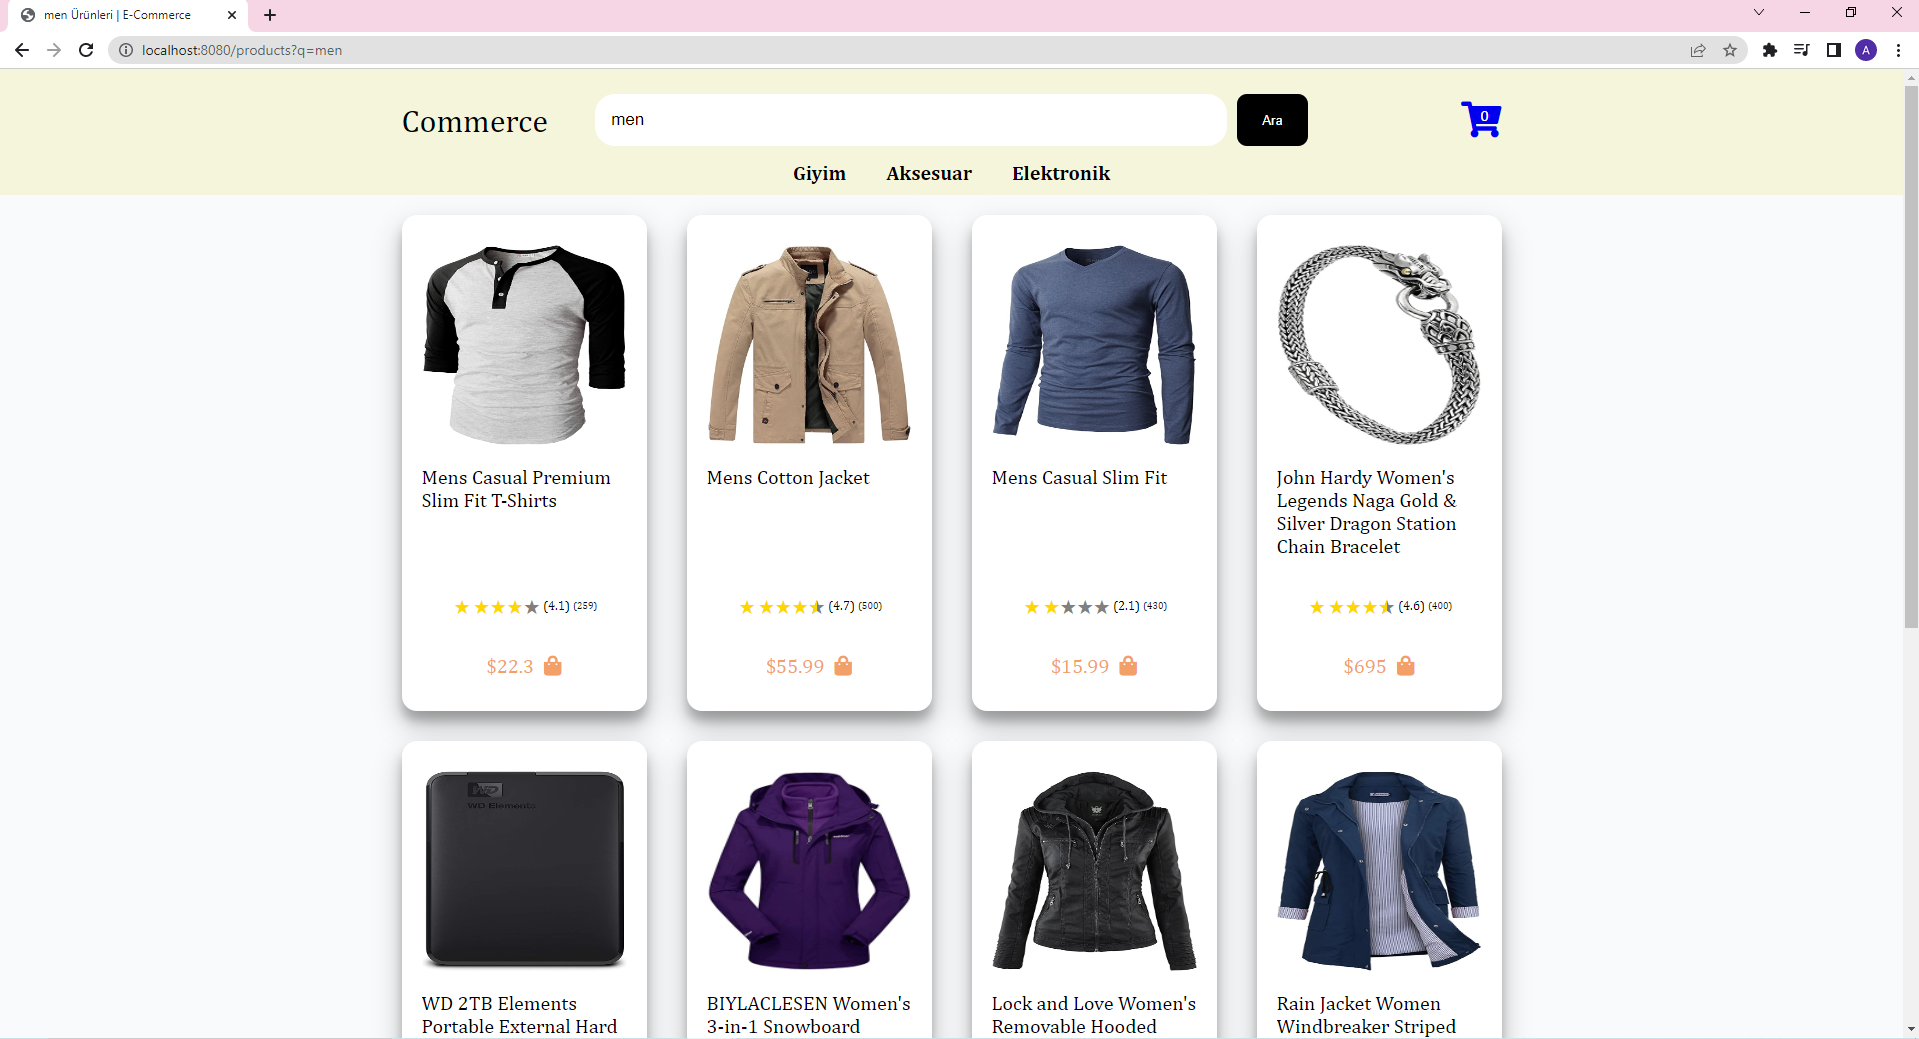 men Ürünleri | E-Commerce
localhost:8080/products?q=men
A
Commerce
men
Ara
0
Giyim Aksesuar Elektronik
Mens Casual Premium
Slim Fit T-Shirts
(4.1) (259)
$22.3
Mens Cotton Jacket
(4.7) (500)
$55.99
Mens Casual Slim Fit
(2.1) (430)
$15.99
John Hardy Women's
Legends Naga Gold &
Silver Dragon Station
Chain Bracelet
(4.6) (400)
$695
WD
WD Elements
WD 2TB Elements
Portable External Hard
BIYLACLESEN Women's
3-in-1 Snowboard
Lock and Love Women's
Removable Hooded
Rain Jacket Women
Windbreaker Striped